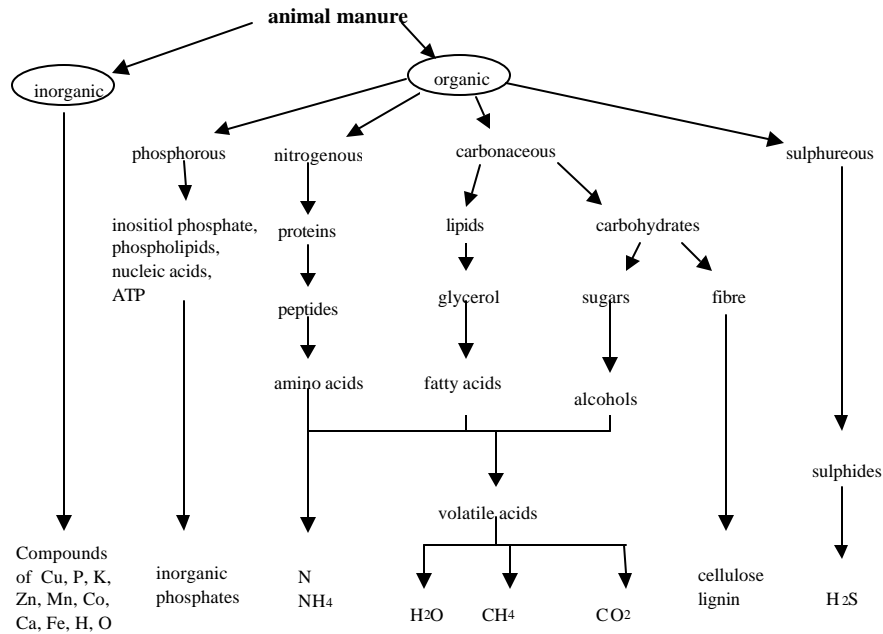 animal manure
inorganic
organic
phosphorous
nitrogenous
carbonaceous
sulphureous
inositiol phosphate,
phospholipids,
nucleic acids,
ATP
proteins
lipids
carbohydrates
peptides
glycerol
sugars
fibre
amino acids
fatty acids
alcohols
sulphides
volatile acids
Compounds
of Cu, P, K,
Zn, Mn, Co,
Ca, Fe, H, O
inorganic
phosphates
N
NH4
H2O
CH4
CO2
cellulose
lignin
H2S